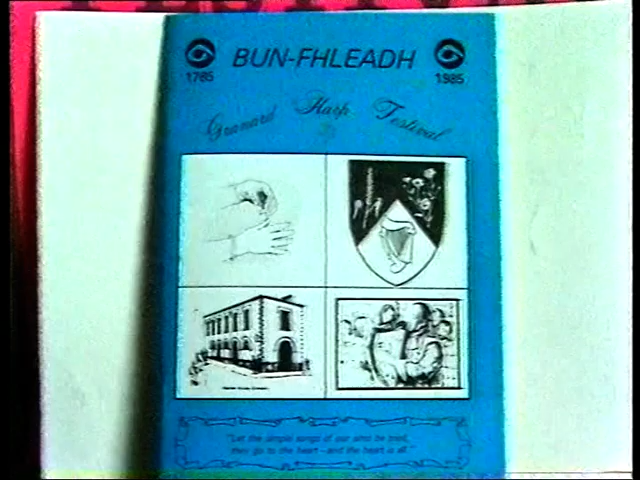 BUN-FHLEADH
1785
1985
Granard Harp Festival
"Let the simple songs of our sires be tried,
they go to the heart - and the heart is all."